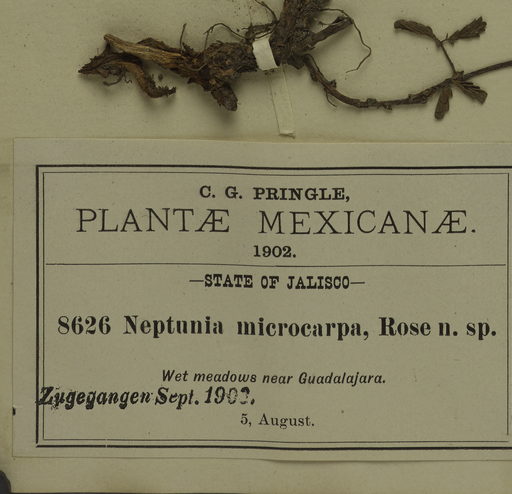 C. G. PRINGLE,
PLANTÆ MEXICANÆ.
1902.
—STATE OF JALISCO—
8626 Neptunia microcarpa, Rose n. sp.
Wet meadows near Guadalajara.
Zugegangen Sept. 1903.
5, August.